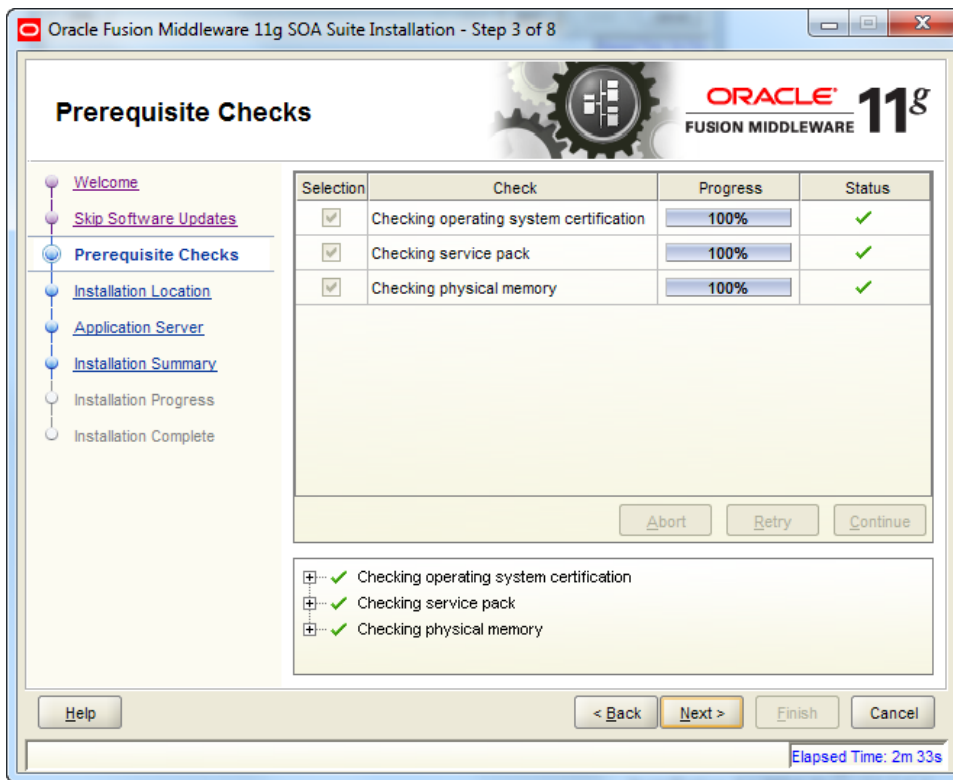 Oracle Fusion Middleware 11g SOA Suite Installation - Step 3 of 8
Prerequisite Checks
ORACLE
FUSION MIDDLEWARE 11g
Welcome
Skip Software Updates
Prerequisite Checks
Installation Location
Application Server
Installation Summary
Installation Progress
Installation Complete
Selection Check Progress Status
Checking operating system certification 100%
Checking service pack 100%
Checking physical memory 100%
Abort Retry Continue
Checking operating system certification
Checking service pack
Checking physical memory
Help < Back Next > Finish Cancel
Elapsed Time: 2m 33s